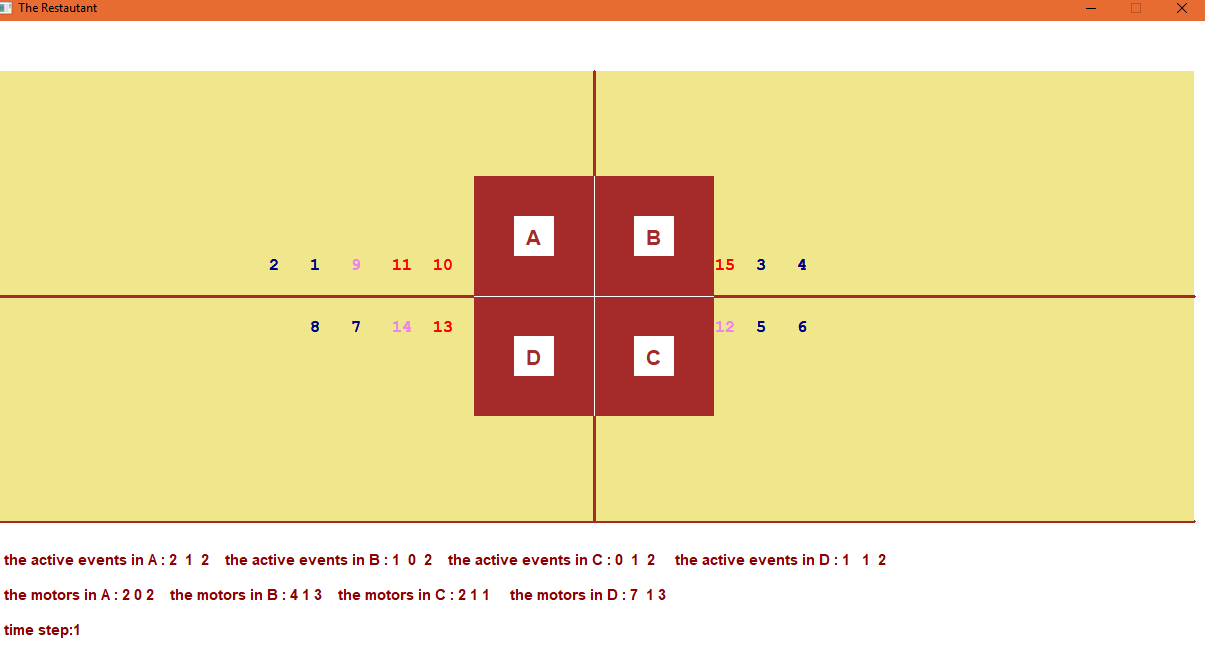 The Restautant
A B
2 1 9 11 10 15 3 4
8 7 14 13 12 5 6
D C
the active events in A : 2 1 2 the active events in B : 1 0 2 the active events in C : 0 1 2 the active events in D : 1 1 2
the motors in A : 2 0 2 the motors in B : 4 1 3 the motors in C : 2 1 1 the motors in D : 7 1 3
time step:1